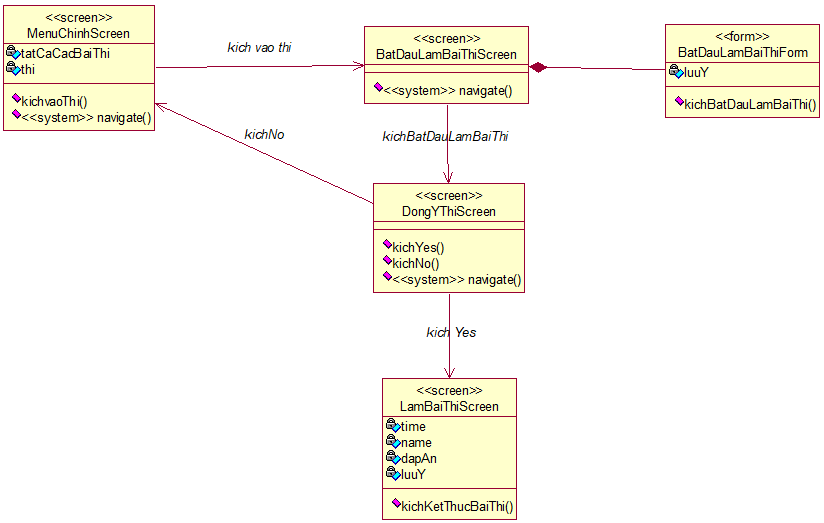 <<screen>>
MenuChinhScreen
tatCaCacBaiThi
thi
kichvaoThi()
<<system>> navigate()
kich vao thi
<<screen>>
BatDauLamBaiThiScreen
<<system>> navigate()
<<form>>
BatDauLamBaiThiForm
luuY
kichBatDauLamBaiThi()
kichNo
kichBatDauLamBaiThi
<<screen>>
DongYThiScreen
kichYes()
kichNo()
<<system>> navigate()
kich Yes
<<screen>>
LamBaiThiScreen
time
name
dapAn
luuY
kichKetThucBaiThi()